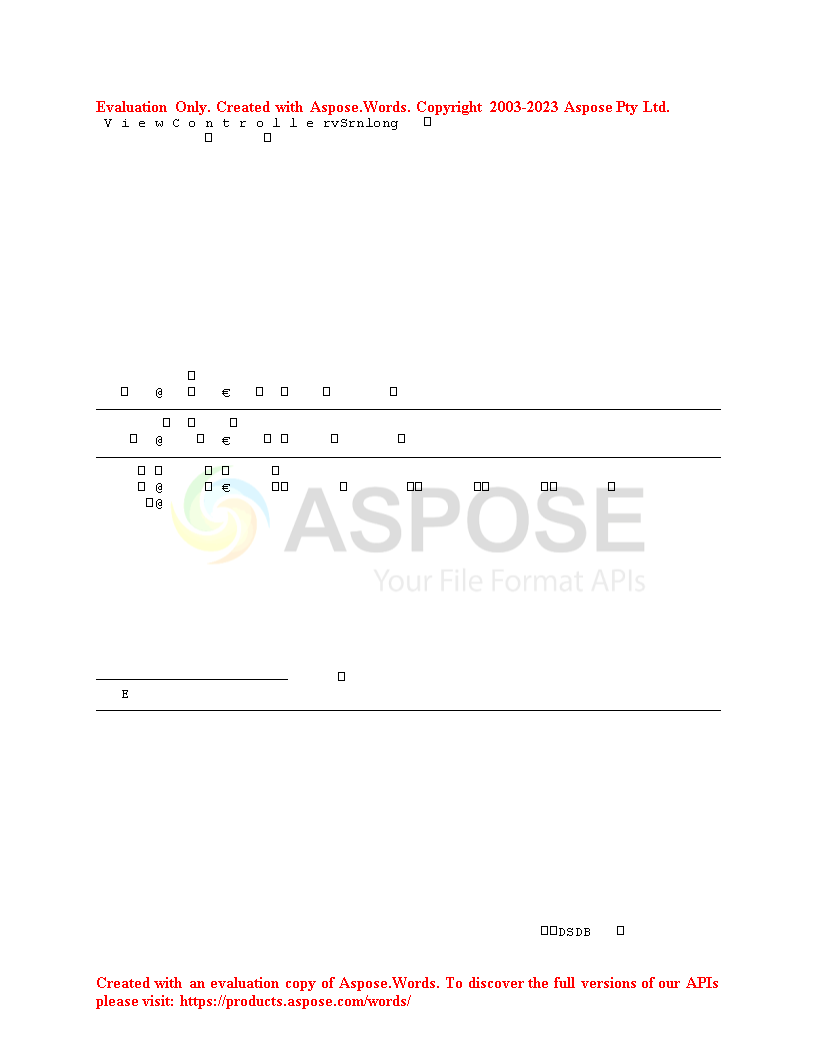 Evaluation Only. Created with Aspose.Words. Copyright 2003-2023 Aspose Pty Ltd.
V i e w C o n t r o l l e rvSrnlong □
□ □
□
□ @ □ € □ □ □ □
□ □ □
□ @ □ € □ □ □ □
□ □ □ □ □
□ @ □ € □□ □ □□ □□ □□ □
□@
ASPOSE
Your File Format APIs
□
E
□□DSDB □
Created with an evaluation copy of Aspose.Words. To discover the full versions of our APIs
please visit: https://products.aspose.com/words/